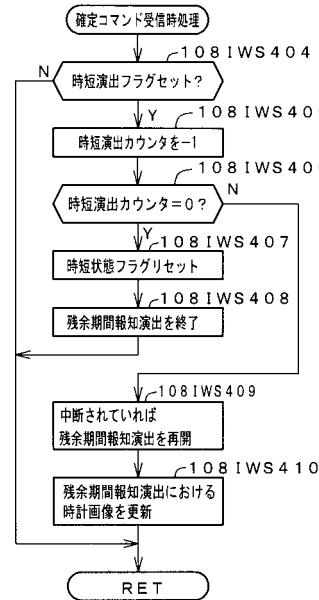 確定コマンド受信時処理
108IWS404
N
時短演出フラグセット?
Y
108IWS40
時短演出カウンタを-1
108IWS40
N
時短演出カウンタ=0?
Y
108IWS407
時短状態フラグリセット
108IWS408
残余期間報知演出を終了
108IWS409
中断されていれば
残余期間報知演出を再開
108IWS410
残余期間報知演出における
時計画像を更新
RET